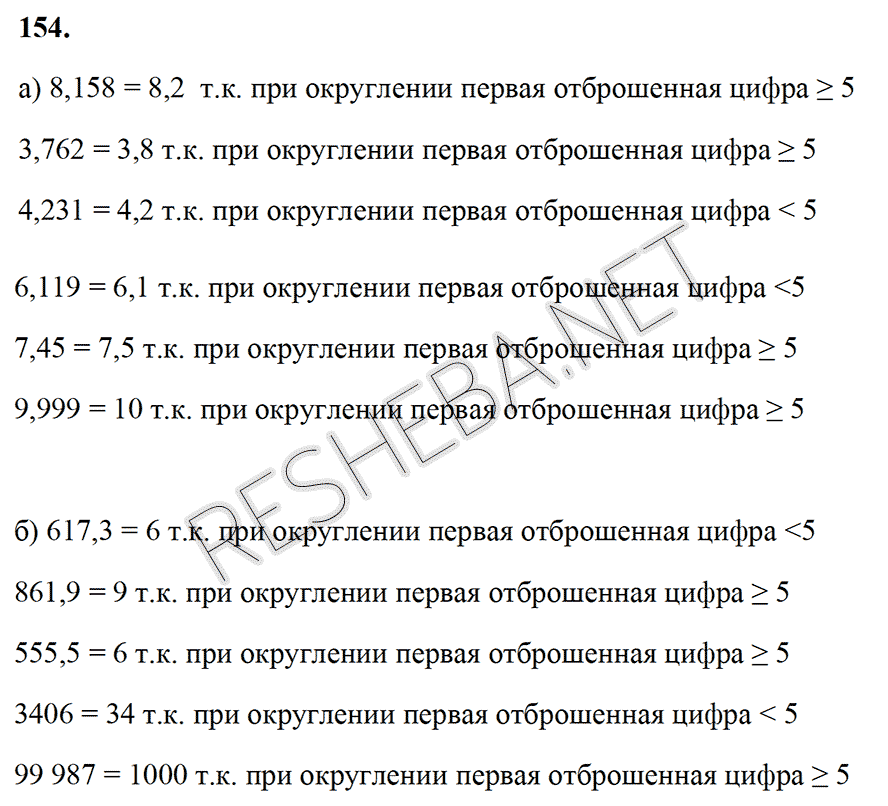 154.
а) 8,158 = 8,2 т.к. при округлении первая отброшенная цифра ≥ 5
3,762 = 3,8 т.к. при округлении первая отброшенная цифра ≥ 5
4,231 = 4,2 т.к. при округлении первая отброшенная цифра < 5
6,119 = 6,1 т.к. при округлении первая отброшенная цифра <5
7,45 = 7,5 т.к. при округлении первая отброшенная цифра ≥ 5
9,999 = 10 т.к. при округлении первая отброшенная цифра ≥ 5
б) 617,3 = 6 т.к. при округлении первая отброшенная цифра <5
861,9 = 9 т.к. при округлении первая отброшенная цифра ≥ 5
555,5 = 6 т.к. при округлении первая отброшенная цифра ≥ 5
3406 = 34 т.к. при округлении первая отброшенная цифра < 5
99 987 = 1000 т.к. при округлении первая отброшенная цифра ≥ 5
RESHEBA.NET